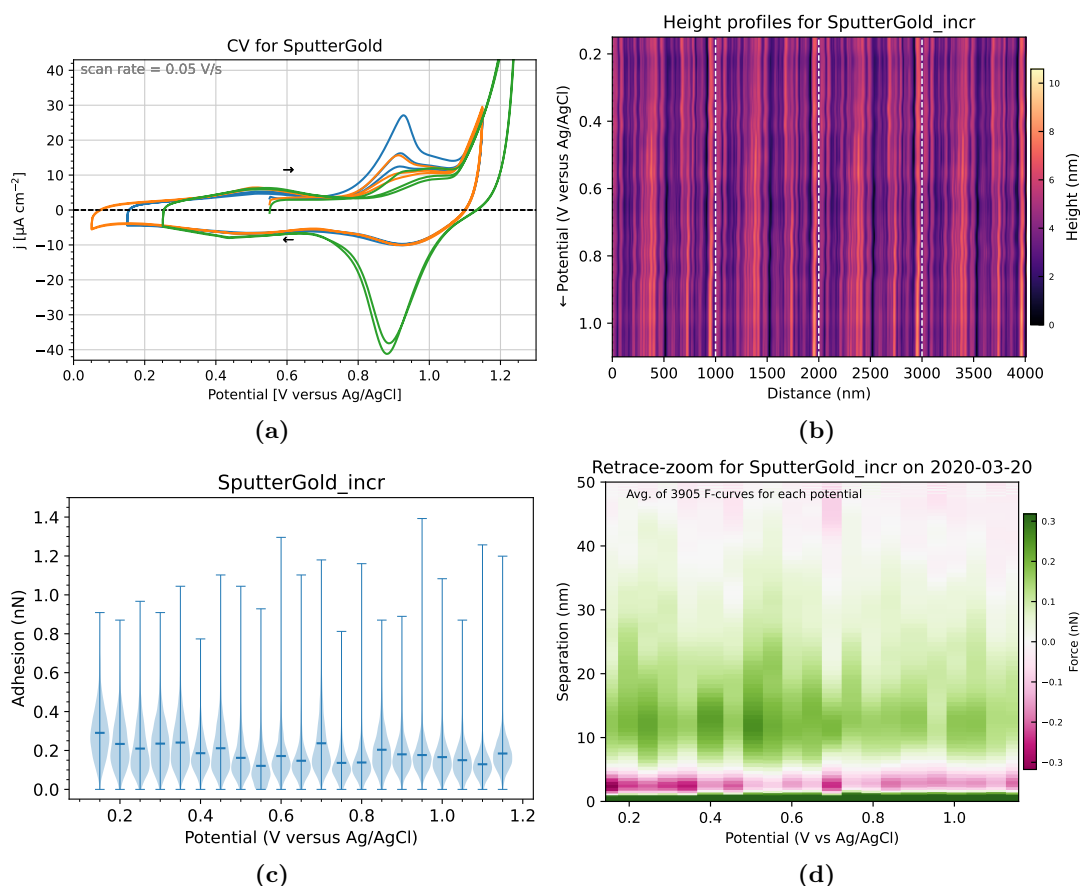 CV for SputterGold
scan rate = 0.05 V/s
40
30
20
10
0
−10
−20
−30
−40
j [µA cm⁻²]
→
←
0.0 0.2 0.4 0.6 0.8 1.0 1.2
Potential [V versus Ag/AgCl]
(a)
Height profiles for SputterGold_incr
0.2
0.4
0.6
0.8
1.0
←Potential (V versus Ag/AgCl)
0 500 1000 1500 2000 2500 3000 3500 4000
Distance (nm)
10
8
6
4
2
0
Height (nm)
(b)
SputterGold_incr
1.4
1.2
1.0
0.8
0.6
0.4
0.2
0.0
Adhesion (nN)
0.2 0.4 0.6 0.8 1.0 1.2
Potential (V versus Ag/AgCl)
(c)
Retrace-zoom for SputterGold_incr on 2020-03-20
Avg. of 3905 F-curves for each potential
50
40
30
20
10
0
Separation (nm)
0.2 0.4 0.6 0.8 1.0
Potential (V vs Ag/AgCl)
0.3
0.2
0.1
0.0
−0.1
−0.2
−0.3
Force (nN)
(d)